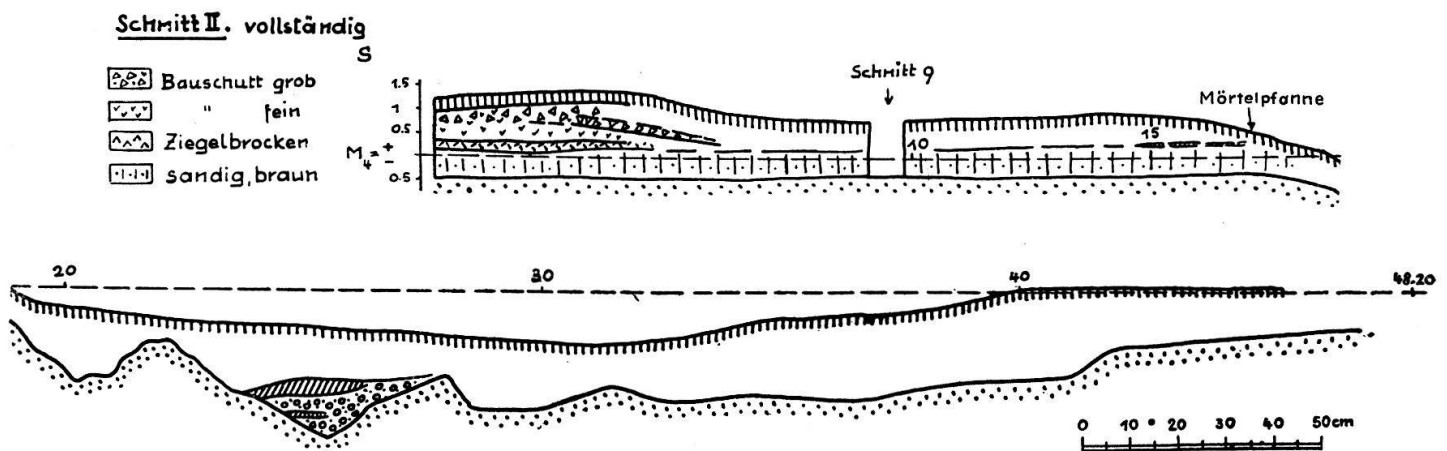 Schnitt II. vollständig
S
Bauschutt grob
" fein
Ziegelbrocken
sandig, braun
1.5
1
0.5
M4= +
-
0.5
Schnitt 9
Mörtelpfanne
10
15
20
30
40
48.20
0 10 20 30 40 50cm